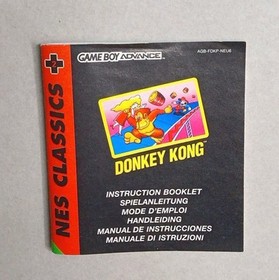 GAME BOY ADVANCE
AGB-FDKP-NEU6
NES CLASSICS
DONKEY KONG
INSTRUCTION BOOKLET
SPIELANLEITUNG
MODE D'EMPLOI
HANDLEIDING
MANUAL DE INSTRUCCIONES
MANUALE DI ISTRUZIONI